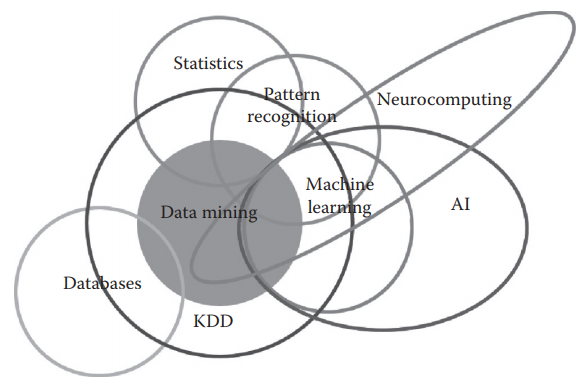 Statistics
Pattern
recognition
Neurocomputing
Machine
learning
Data mining
AI
Databases
KDD